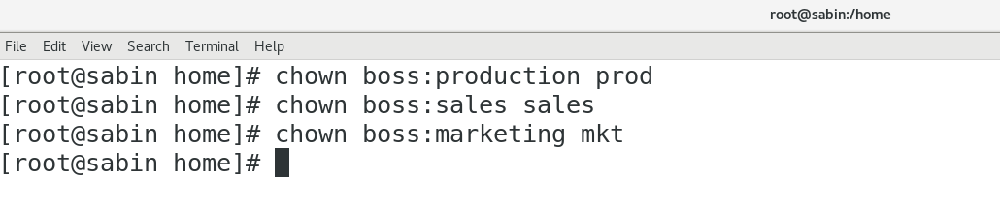 root@sabin:/home
File Edit View Search Terminal Help
[root@sabin home]# chown boss:production prod
[root@sabin home]# chown boss:sales sales
[root@sabin home]# chown boss:marketing mkt
[root@sabin home]#